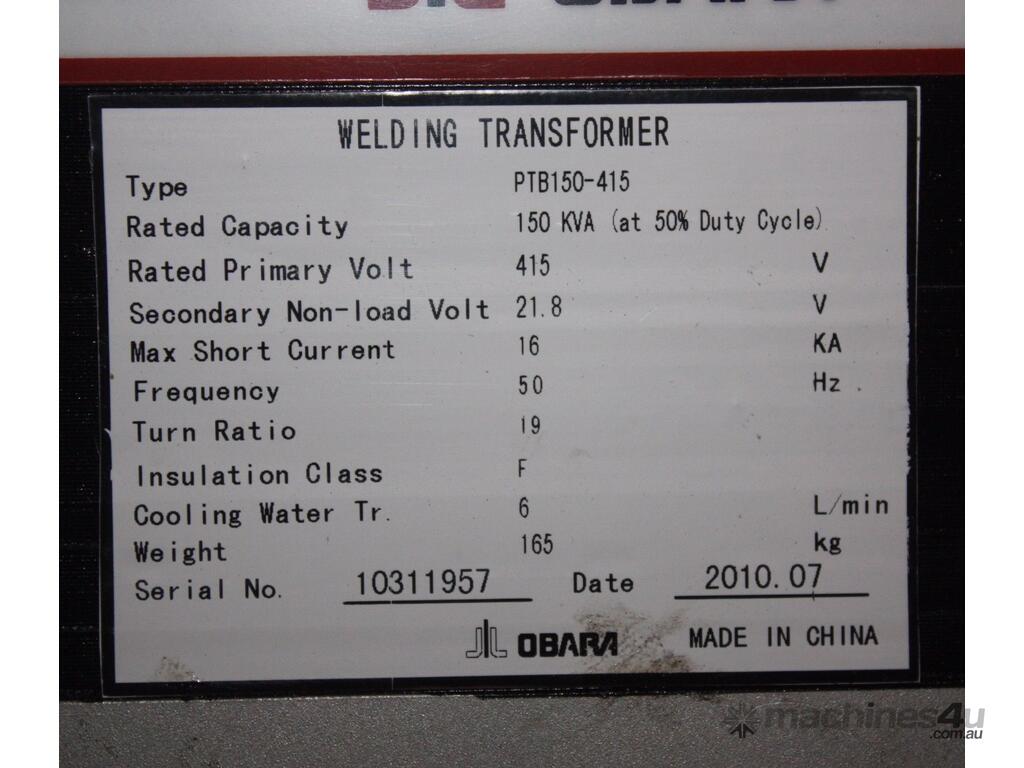 WELDING TRANSFORMER
Type PTB150-415
Rated Capacity 150 KVA (at 50% Duty Cycle)
Rated Primary Volt 415 V
Secondary Non-load Volt 21.8 V
Max Short Current 16 KA
Frequency 50 Hz .
Turn Ratio 19
Insulation Class F
Cooling Water Tr. 6 L/min
Weight 165 kg
Serial No. 10311957 Date 2010.07
OBARA MADE IN CHINA
machines4u
.com.au